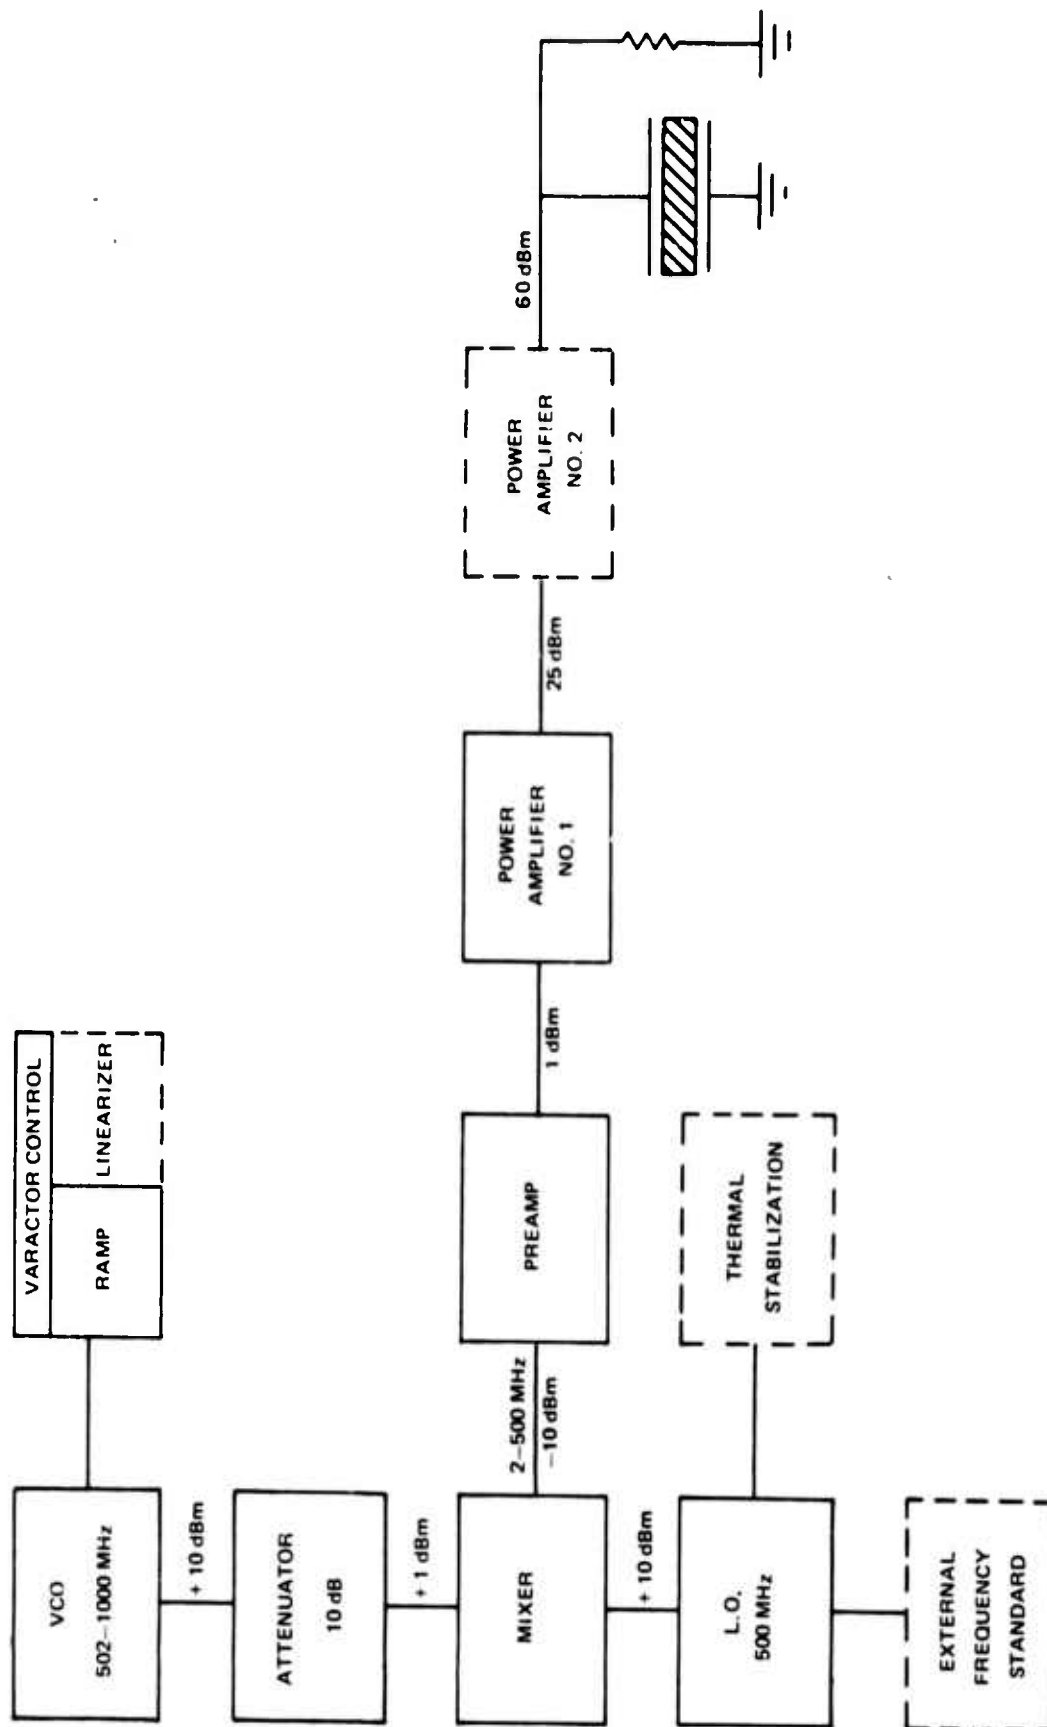 VARACTOR CONTROL
RAMP
LINEARIZER
VCO
502–1000 MHz
+ 10 dBm
ATTENUATOR
10 dB
+ 1 dBm
MIXER
2–500 MHz
–10 dBm
PREAMP
1 dBm
POWER
AMPLIFIER
NO. 1
25 dBm
POWER
AMPLIFIER
NO. 2
60 dBm
+ 10 dBm
L.O.
500 MHz
THERMAL
STABILIZATION
EXTERNAL
FREQUENCY
STANDARD